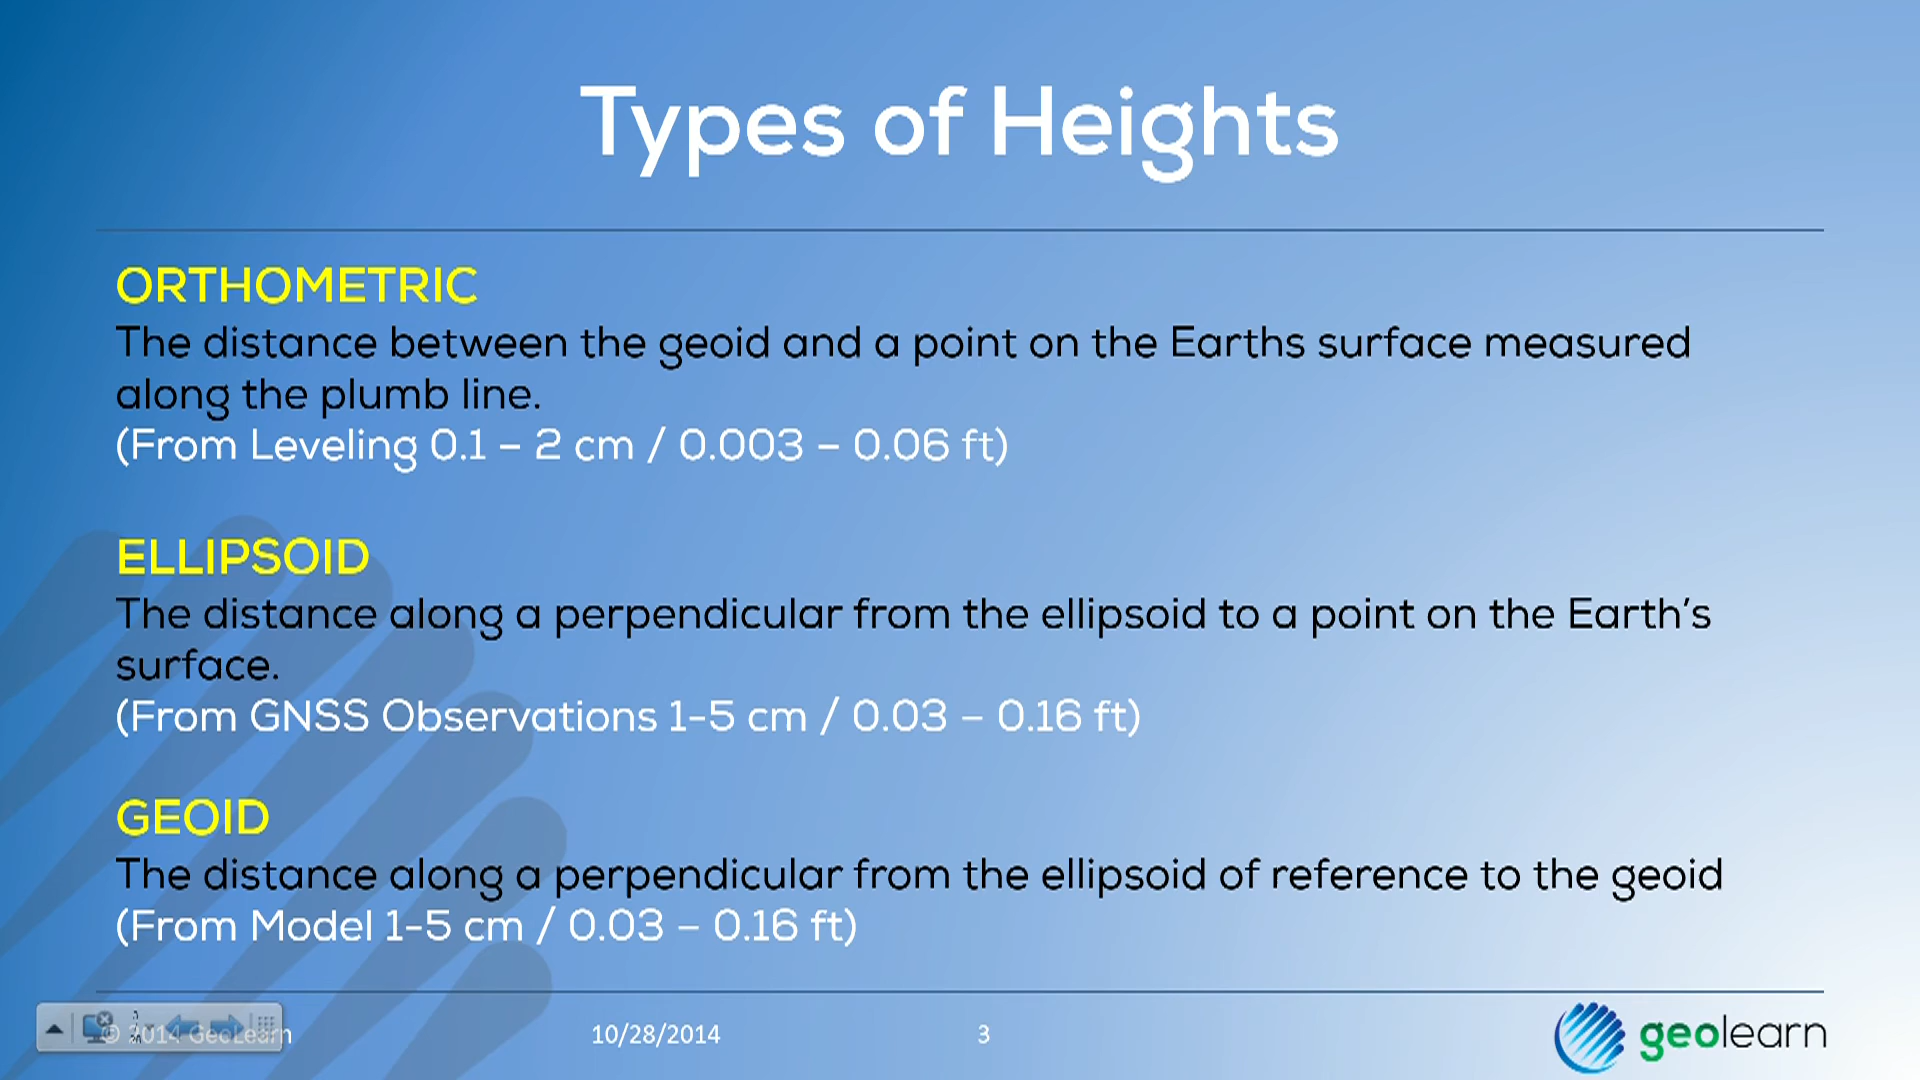 Types of Heights
ORTHOMETRIC
The distance between the geoid and a point on the Earths surface measured
along the plumb line.
(From Leveling 0.1 – 2 cm / 0.003 – 0.06 ft)
ELLIPSOID
The distance along a perpendicular from the ellipsoid to a point on the Earth’s
surface.
(From GNSS Observations 1-5 cm / 0.03 – 0.16 ft)
GEOID
The distance along a perpendicular from the ellipsoid of reference to the geoid
(From Model 1-5 cm / 0.03 – 0.16 ft)
© 2014 GeoLearn
10/28/2014
3
geolearn